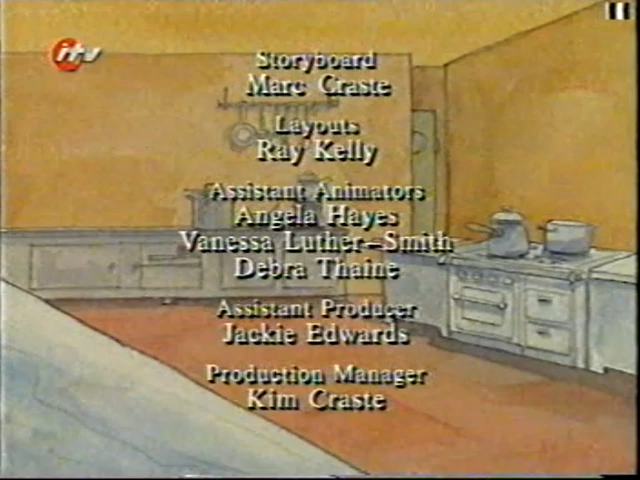 itv
Storyboard
Marc Craste
Layouts
Ray Kelly
Assistant Animators
Angela Hayes
Vanessa Luther-Smith
Debra Thaine
Assistant Producer
Jackie Edwards
Production Manager
Kim Craste